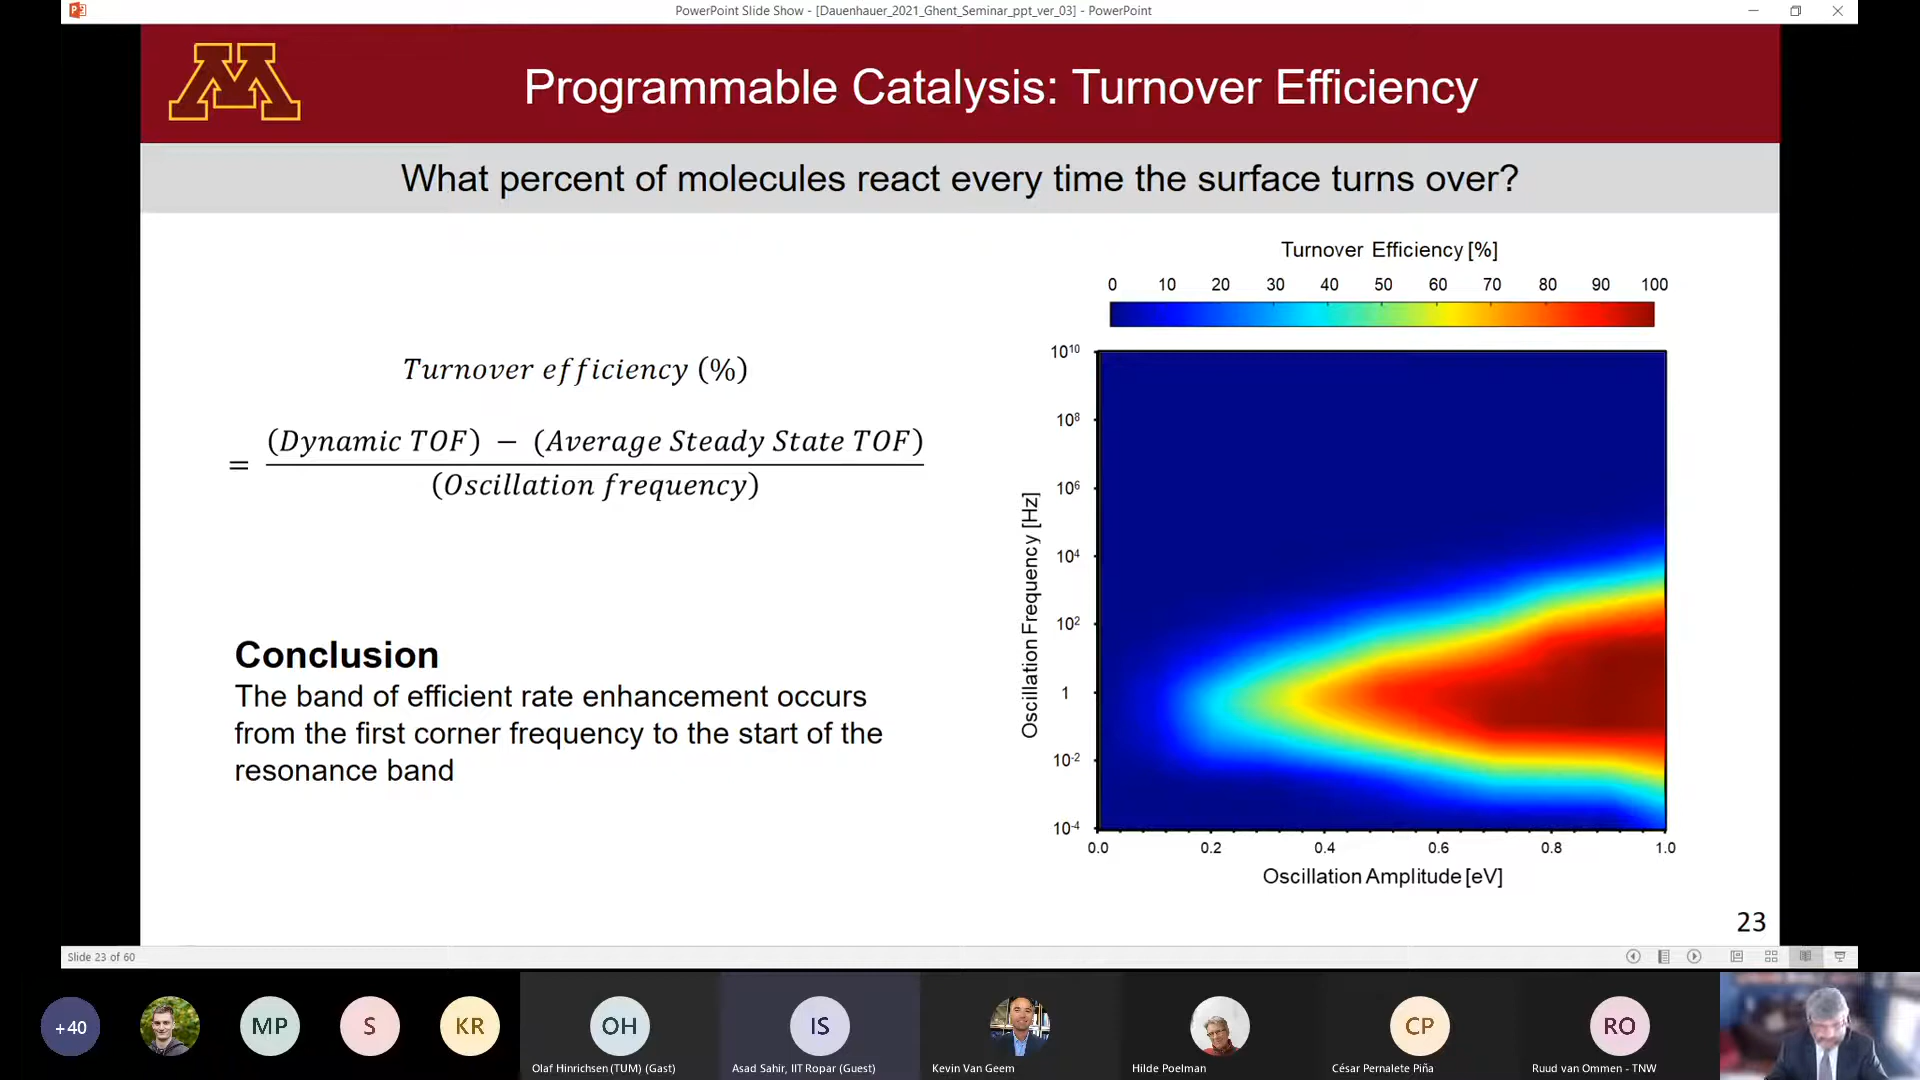 PowerPoint Slide Show - [Dauenhauer_2021_Ghent_Seminar_ppt_ver_03] - PowerPoint
M
Programmable Catalysis: Turnover Efficiency
What percent of molecules react every time the surface turns over?
Turnover efficiency (%)
= (Dynamic TOF) − (Average Steady State TOF)
(Oscillation frequency)
Conclusion
The band of efficient rate enhancement occurs
from the first corner frequency to the start of the
resonance band
Turnover Efficiency [%]
0 10 20 30 40 50 60 70 80 90 100
Oscillation Frequency [Hz]
10¹⁰
10⁸
10⁶
10⁴
10²
1
10⁻²
10⁻⁴
0.0 0.2 0.4 0.6 0.8 1.0
Oscillation Amplitude [eV]
23
Slide 23 of 60
+40 MP S KR OH IS CP RO
Olaf Hinrichsen (TUM) (Gast)
Asad Sahir, IIT Ropar (Guest)
Kevin Van Geem
Hilde Poelman
César Pernalete Piña
Ruud van Ommen - TNW